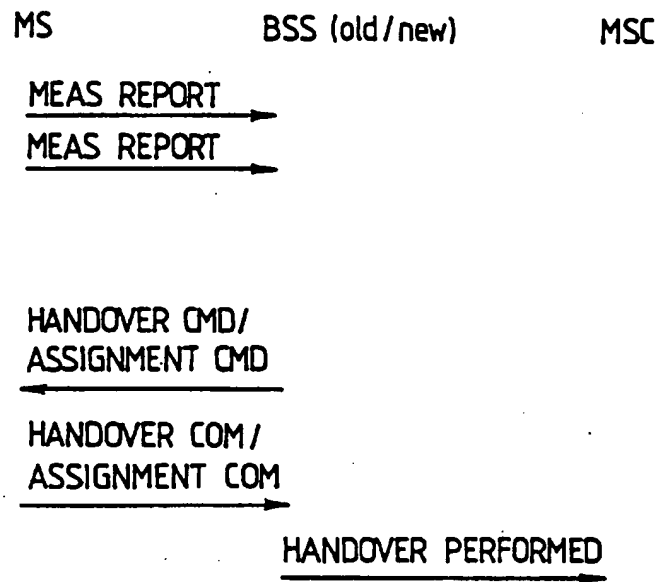 MS BSS (old/new) MSC
MEAS REPORT
MEAS REPORT
HANDOVER CMD/
ASSIGNMENT CMD
HANDOVER COM/
ASSIGNMENT COM
HANDOVER PERFORMED